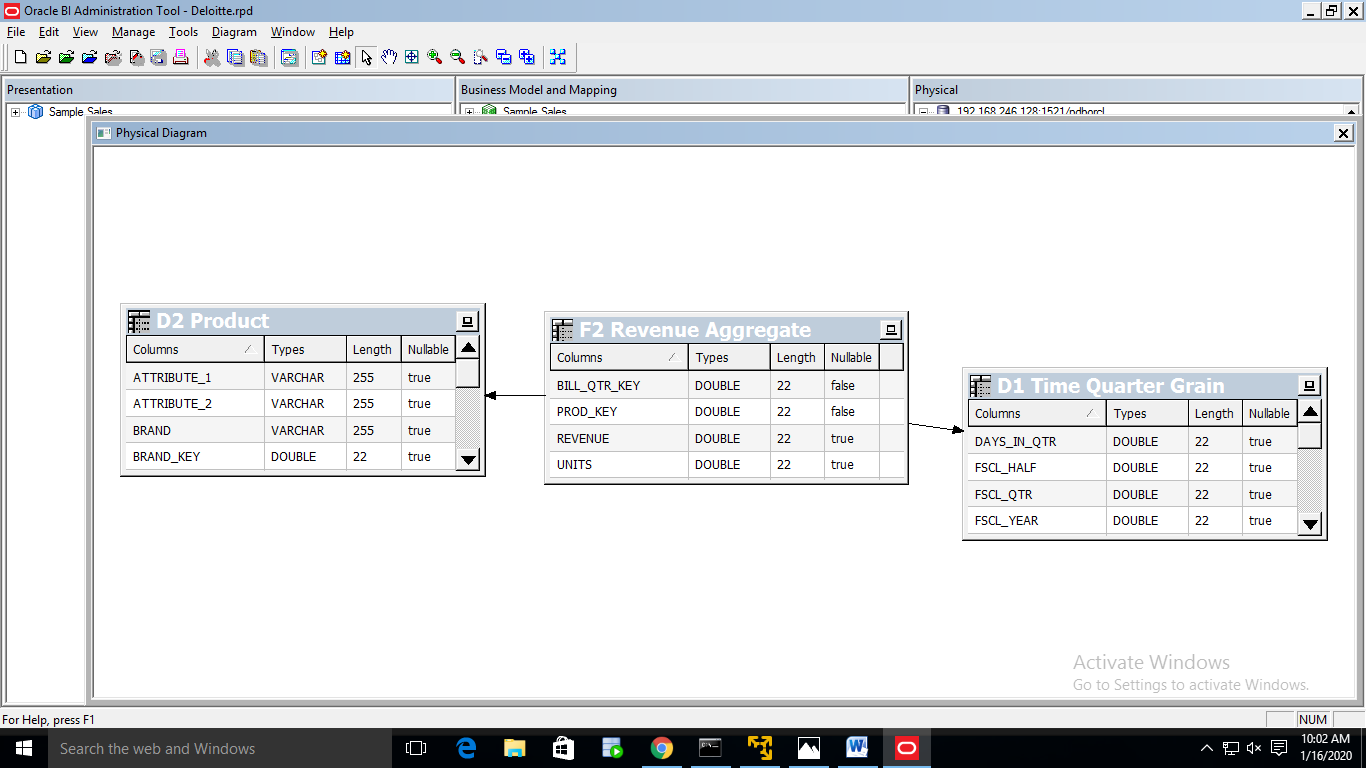 Oracle BI Administration Tool - Deloitte.rpd
File Edit View Manage Tools Diagram Window Help
Presentation
Business Model and Mapping
Physical
Sample Sales
Sample Sales
192.168.246.128:1521/pdborcl
Physical Diagram
D2 Product
Columns Types Length Nullable
ATTRIBUTE_1 VARCHAR 255 true
ATTRIBUTE_2 VARCHAR 255 true
BRAND VARCHAR 255 true
BRAND_KEY DOUBLE 22 true
F2 Revenue Aggregate
Columns Types Length Nullable
BILL_QTR_KEY DOUBLE 22 false
PROD_KEY DOUBLE 22 false
REVENUE DOUBLE 22 true
UNITS DOUBLE 22 true
D1 Time Quarter Grain
Columns Types Length Nullable
DAYS_IN_QTR DOUBLE 22 true
FSCL_HALF DOUBLE 22 true
FSCL_QTR DOUBLE 22 true
FSCL_YEAR DOUBLE 22 true
Activate Windows
Go to Settings to activate Windows.
For Help, press F1
NUM
Search the web and Windows
10:02 AM
1/16/2020